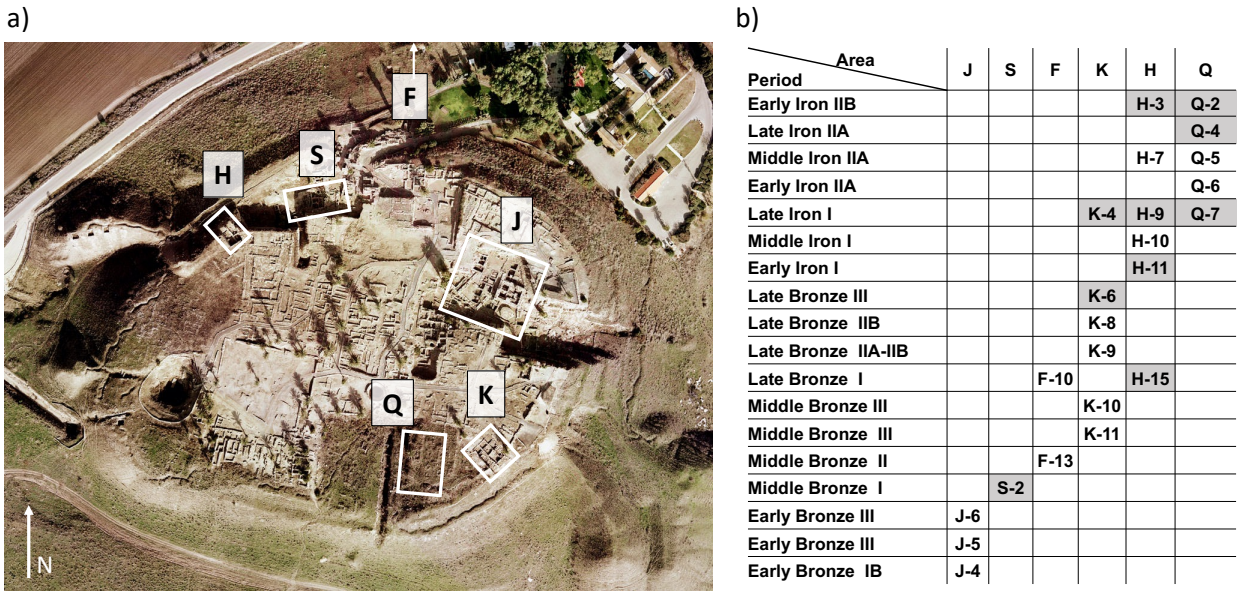 a)
b)
F
S
H
J
Q
K
N
Area
Period J S F K H Q
Early Iron IIB H-3 Q-2
Late Iron IIA Q-4
Middle Iron IIA H-7 Q-5
Early Iron IIA Q-6
Late Iron I K-4 H-9 Q-7
Middle Iron I H-10
Early Iron I H-11
Late Bronze III K-6
Late Bronze IIB K-8
Late Bronze IIA-IIB K-9
Late Bronze I F-10 H-15
Middle Bronze III K-10
Middle Bronze III K-11
Middle Bronze II F-13
Middle Bronze I S-2
Early Bronze III J-6
Early Bronze III J-5
Early Bronze IB J-4